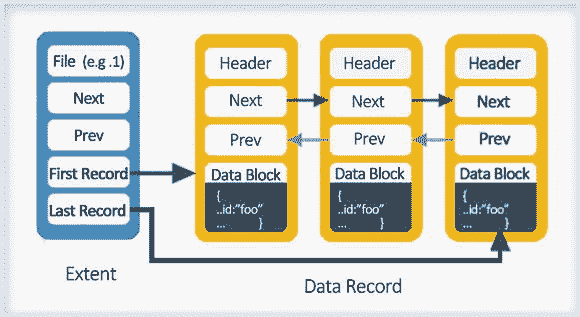 File (e.g .1)
Next
Prev
First Record
Last Record
Extent
Header
Next
Prev
Data Block
{
..id:"foo"
... }
Header
Next
Prev
Data Block
{
..id:"foo"
... }
Header
Next
Prev
Data Block
{
..id:"foo"
... }
Data Record